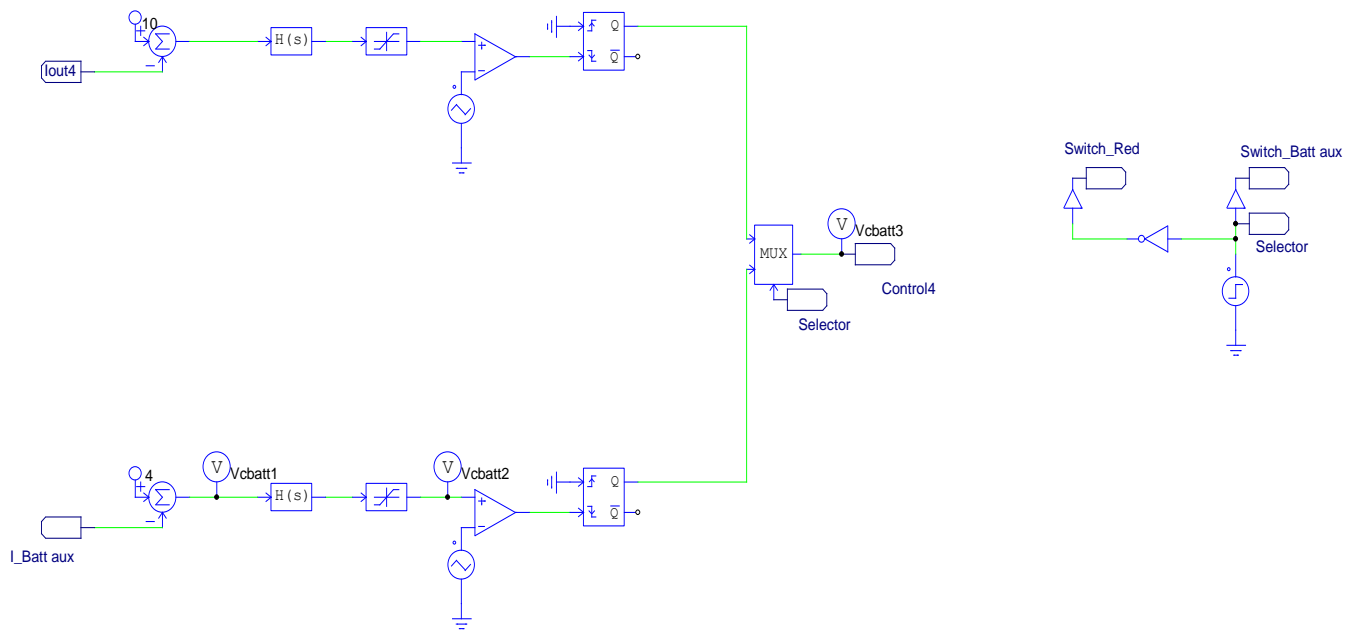 10
Iout4
H(s)
Q
Q
Switch_Red
Switch_Batt aux
Selector
V
Vcbatt3
MUX
Control4
Selector
4
V
Vcbatt1
H(s)
V
Vcbatt2
Q
Q
I_Batt aux